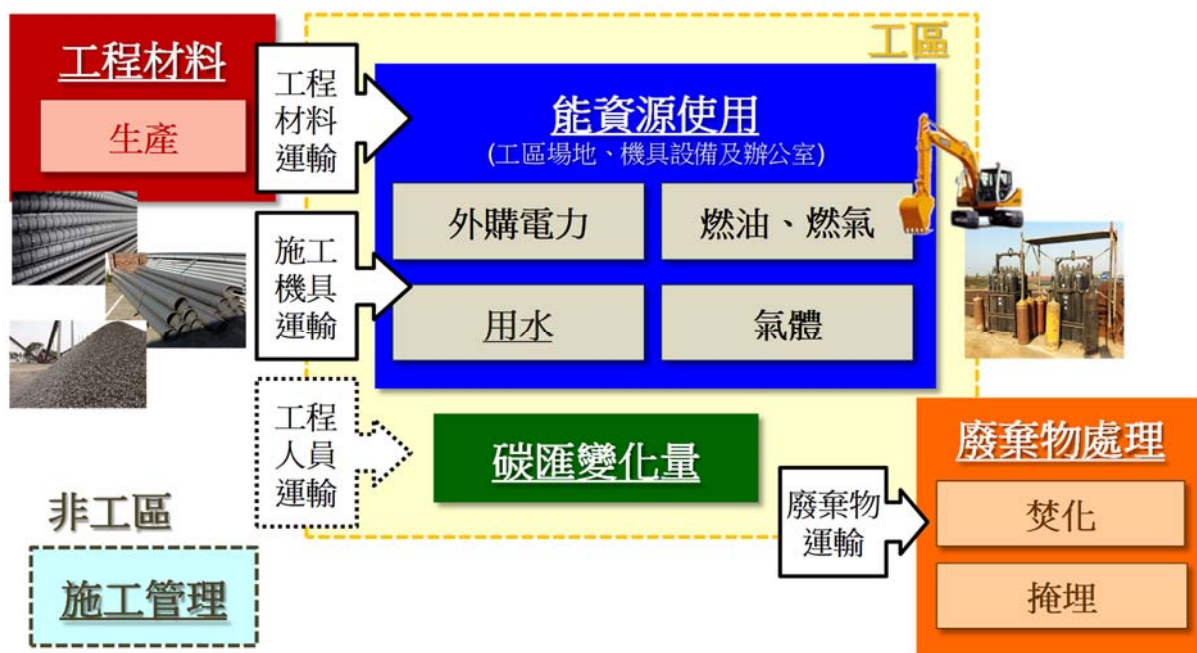 工程材料
生產
工程
材料
運輸
工區
能資源使用
(工區場地、機具設備及辦公室)
外購電力
燃油、燃氣
用水
氣體
施工
機具
運輸
工程
人員
運輸
碳匯變化量
廢棄物
運輸
廢棄物處理
焚化
掩埋
非工區
施工管理